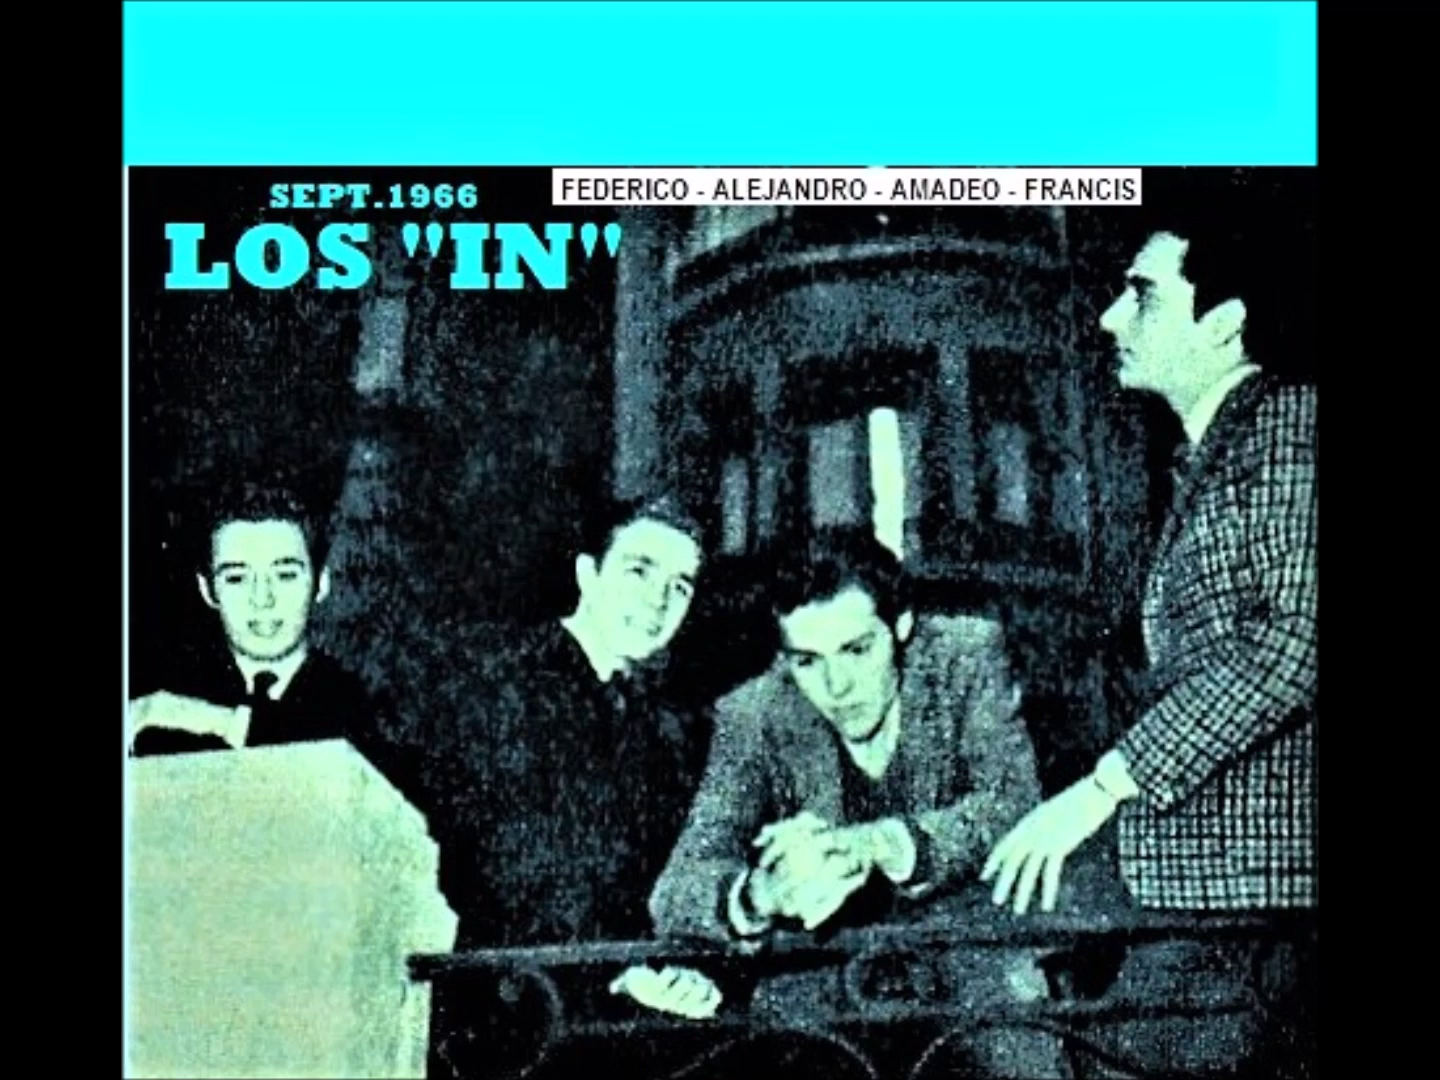 SEPT.1966
LOS "IN"
FEDERICO - ALEJANDRO - AMADEO - FRANCIS